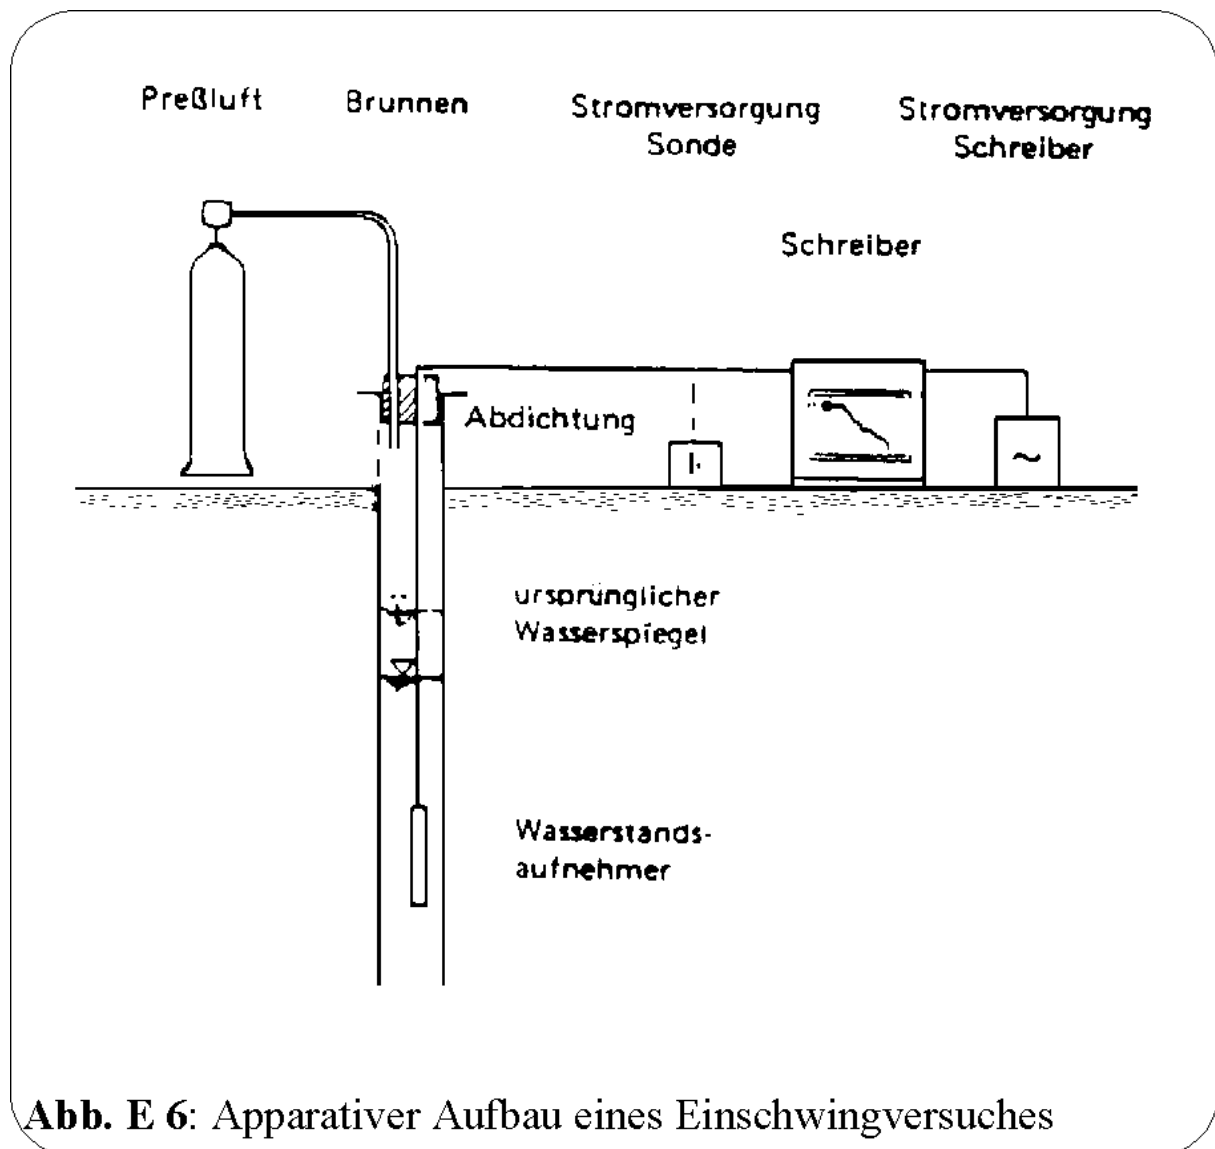 Preßluft
Brunnen
Stromversorgung
Sonde
Stromversorgung
Schreiber
Schreiber
Abdichtung
~
ursprünglicher
Wasserspiegel
Wasserstands-
aufnehmer
Abb. E 6: Apparativer Aufbau eines Einschwingversuches